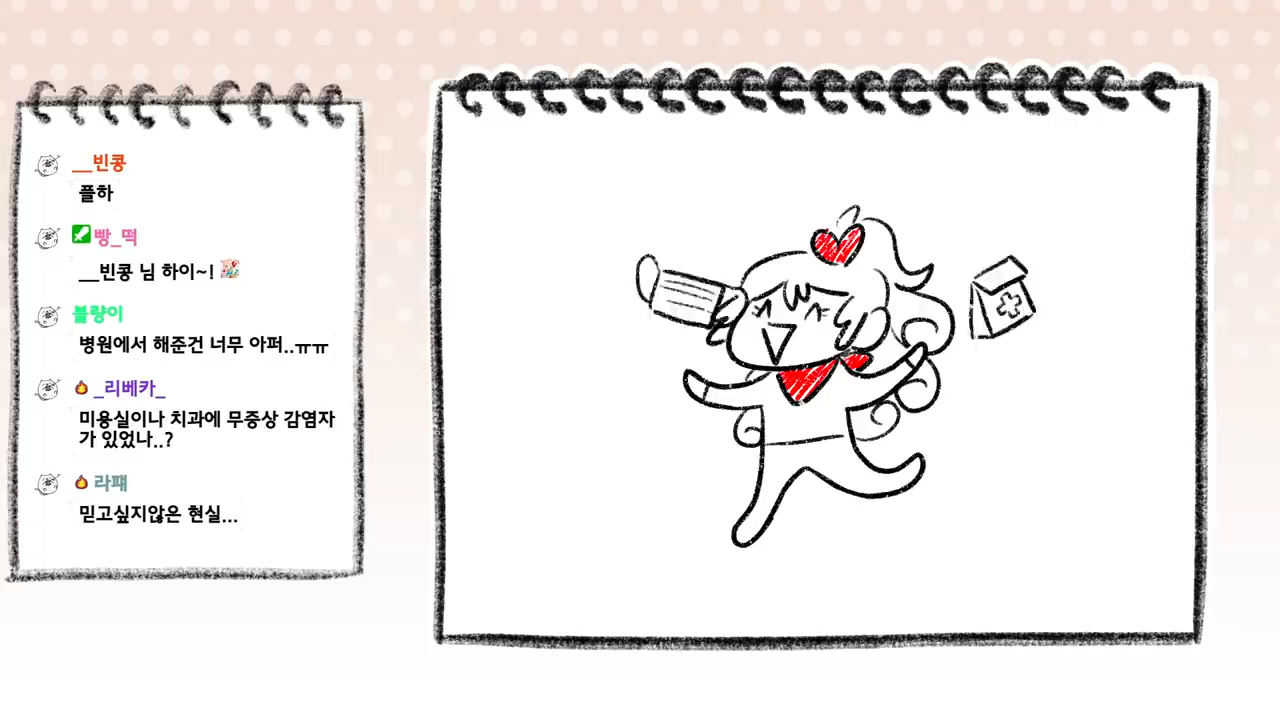 __빈콩
플하
빵_떡
__빈콩 님 하이~!
블량이
병원에서 해준건 너무 아퍼..ㅠㅠ
_리베카_
미용실이나 치과에 무증상 감염자
가 있었나..?
라떄
믿고싶지않은 현실...